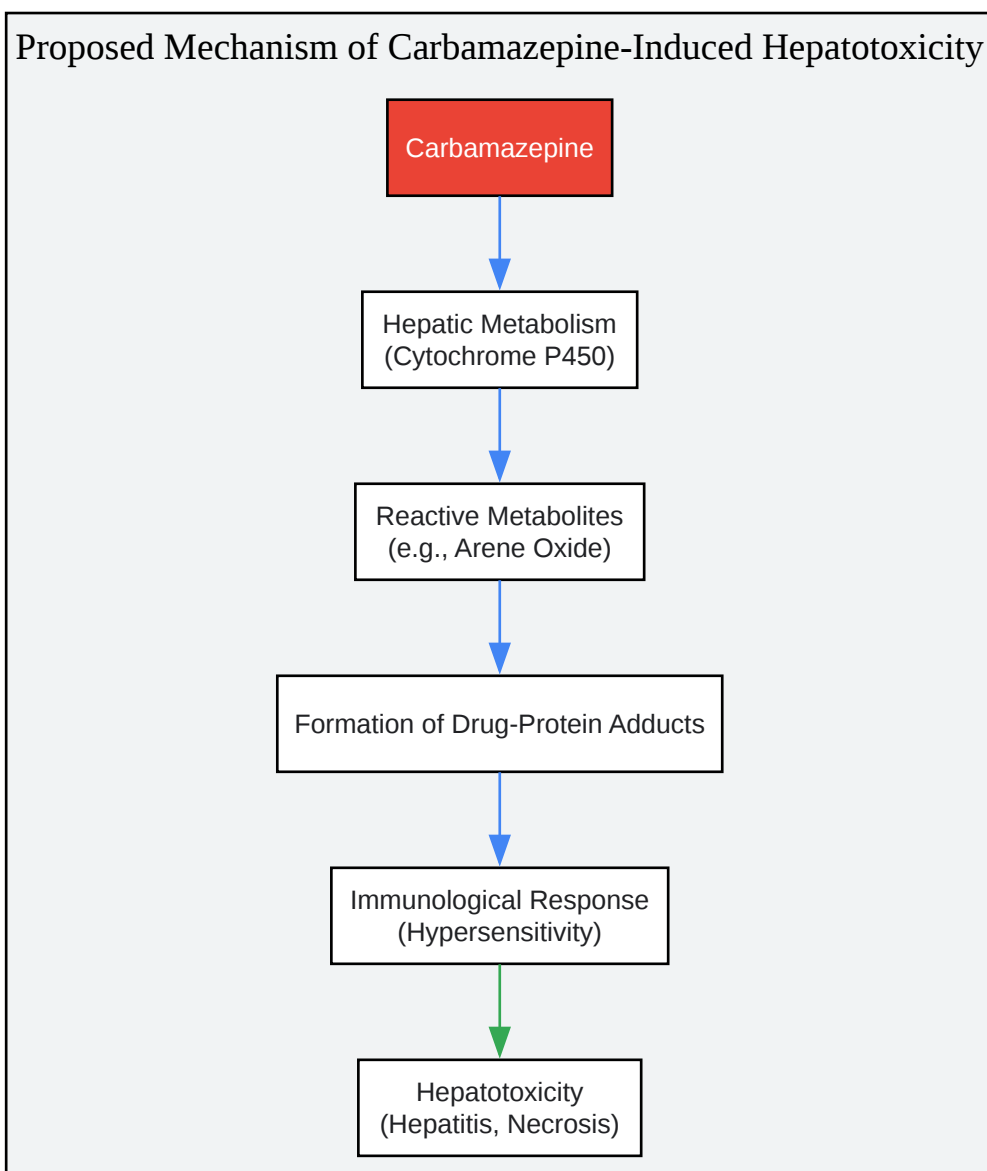 Proposed Mechanism of Carbamazepine-Induced Hepatotoxicity
Carbamazepine
Hepatic Metabolism
(Cytochrome P450)
Reactive Metabolites
(e.g., Arene Oxide)
Formation of Drug-Protein Adducts
Immunological Response
(Hypersensitivity)
Hepatotoxicity
(Hepatitis, Necrosis)